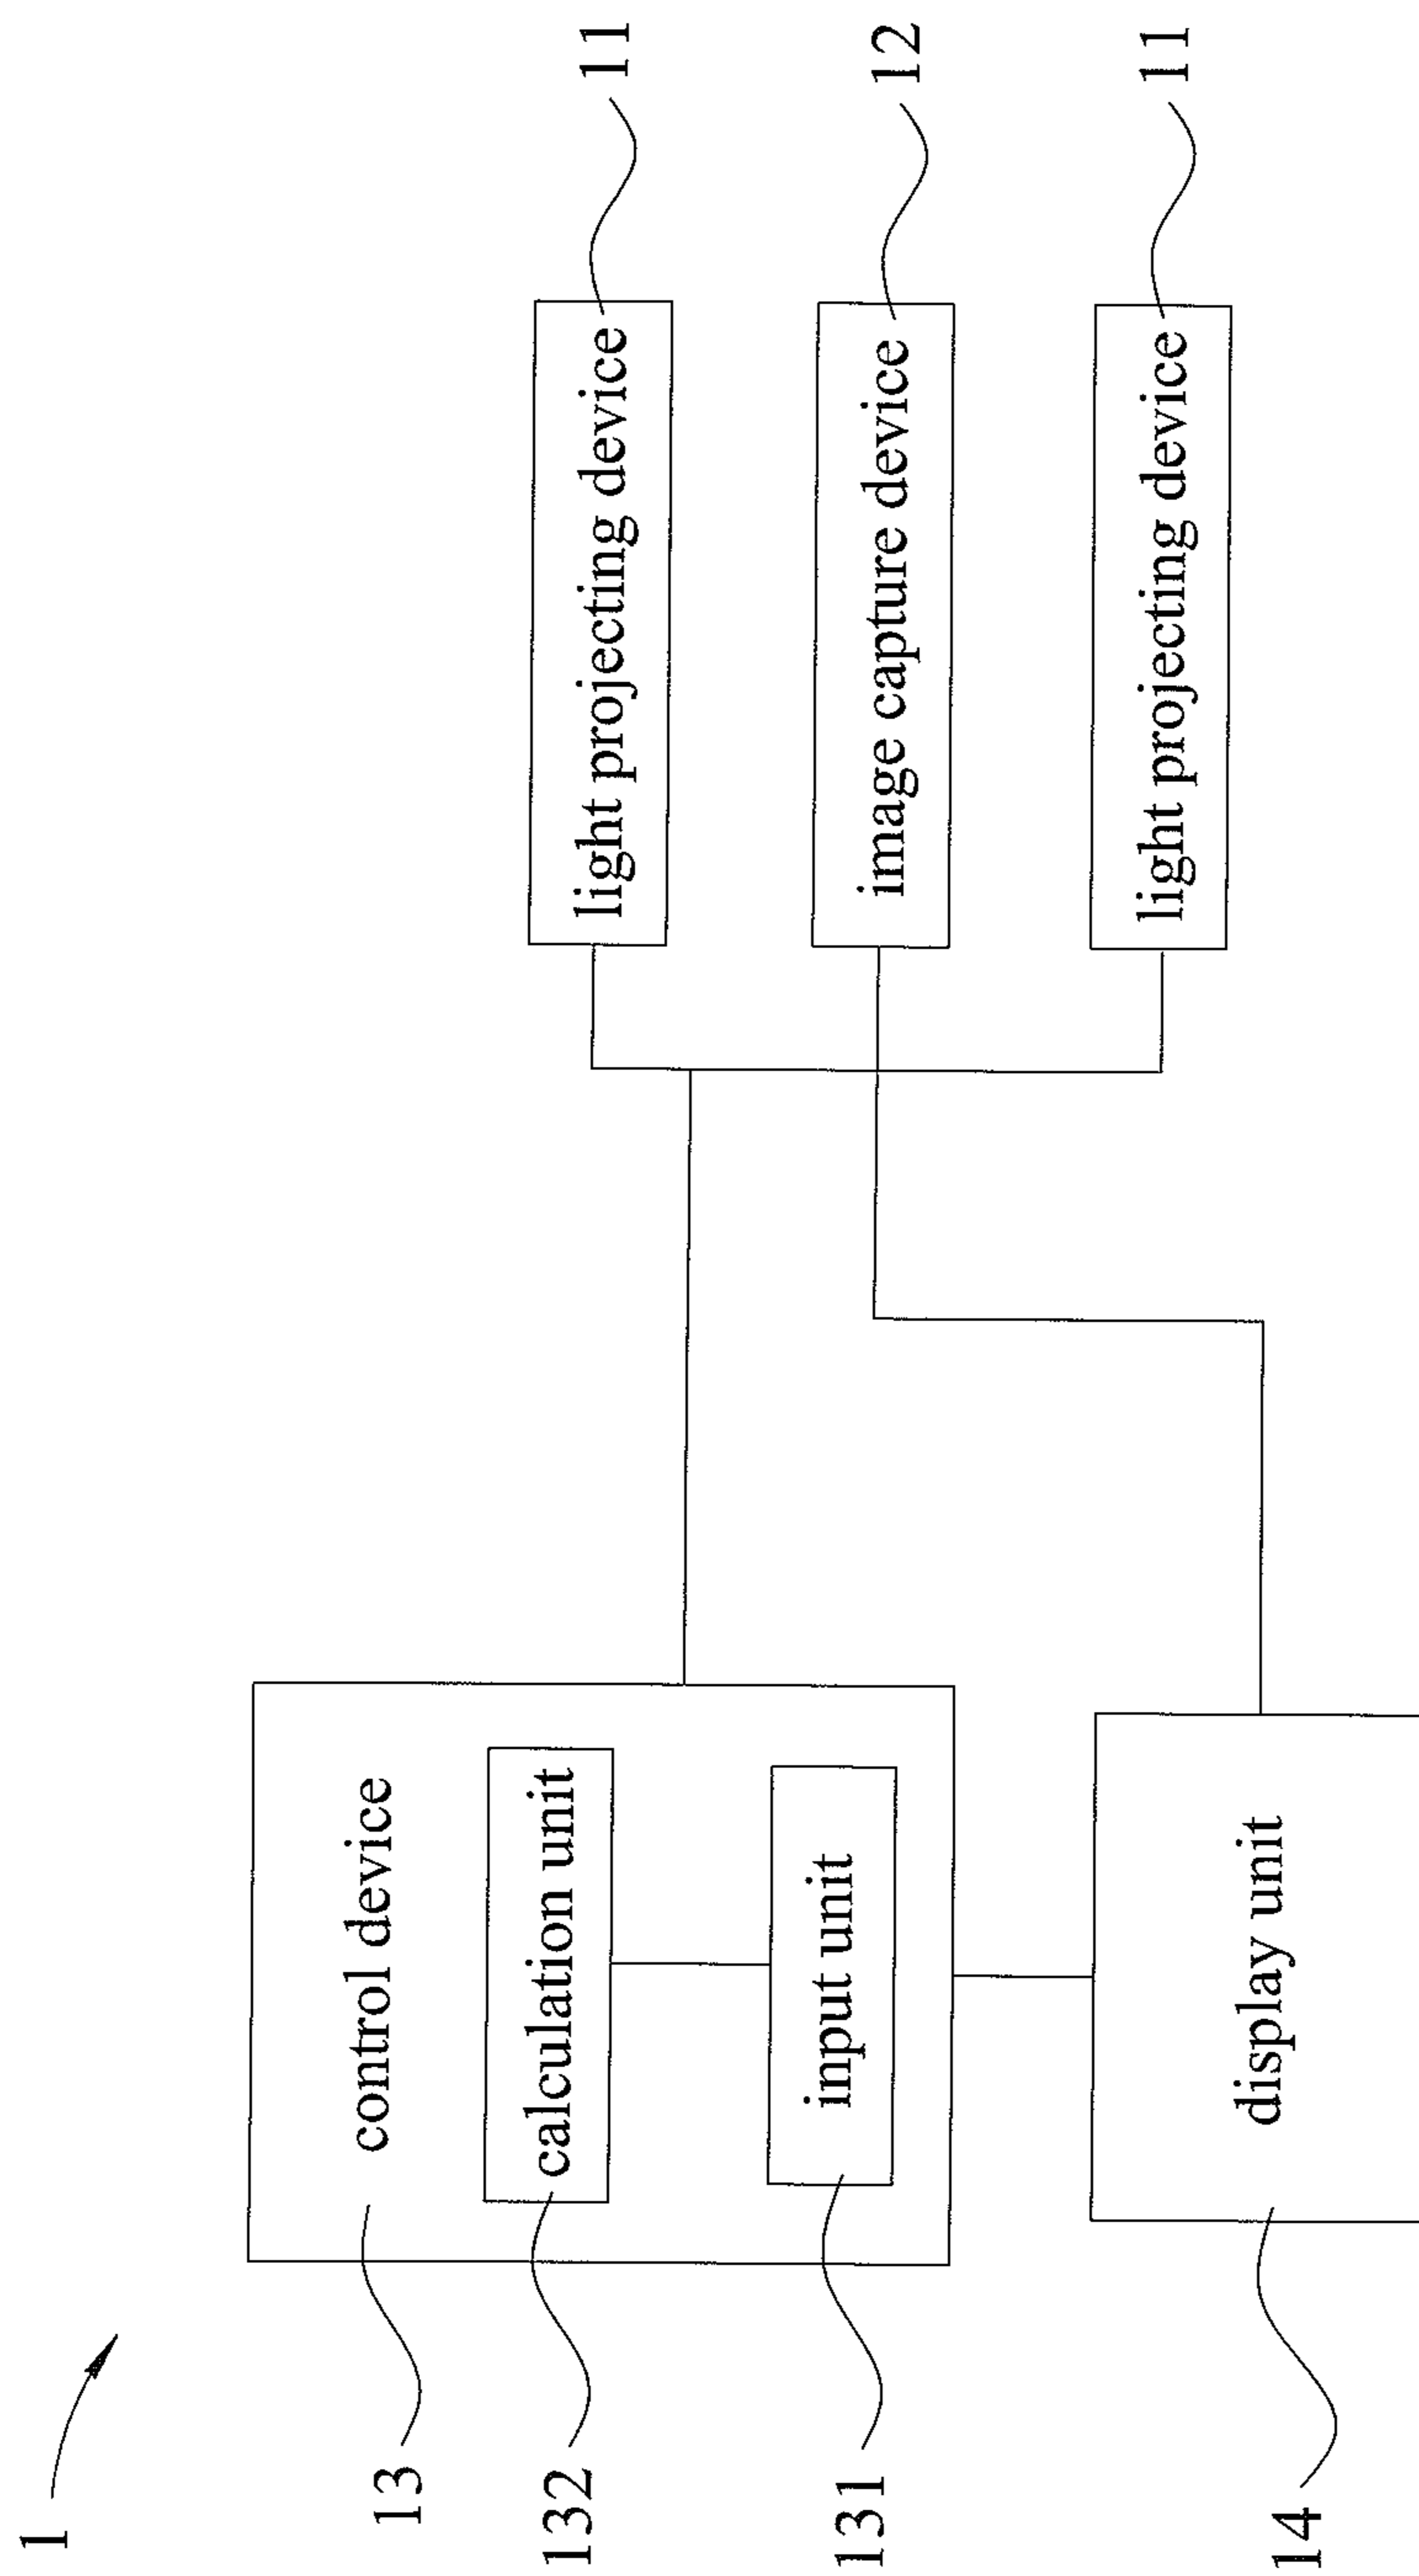 1
13
control device
132
calculation unit
131
input unit
14
display unit
light projecting device
11
image capture device
12
light projecting device
11